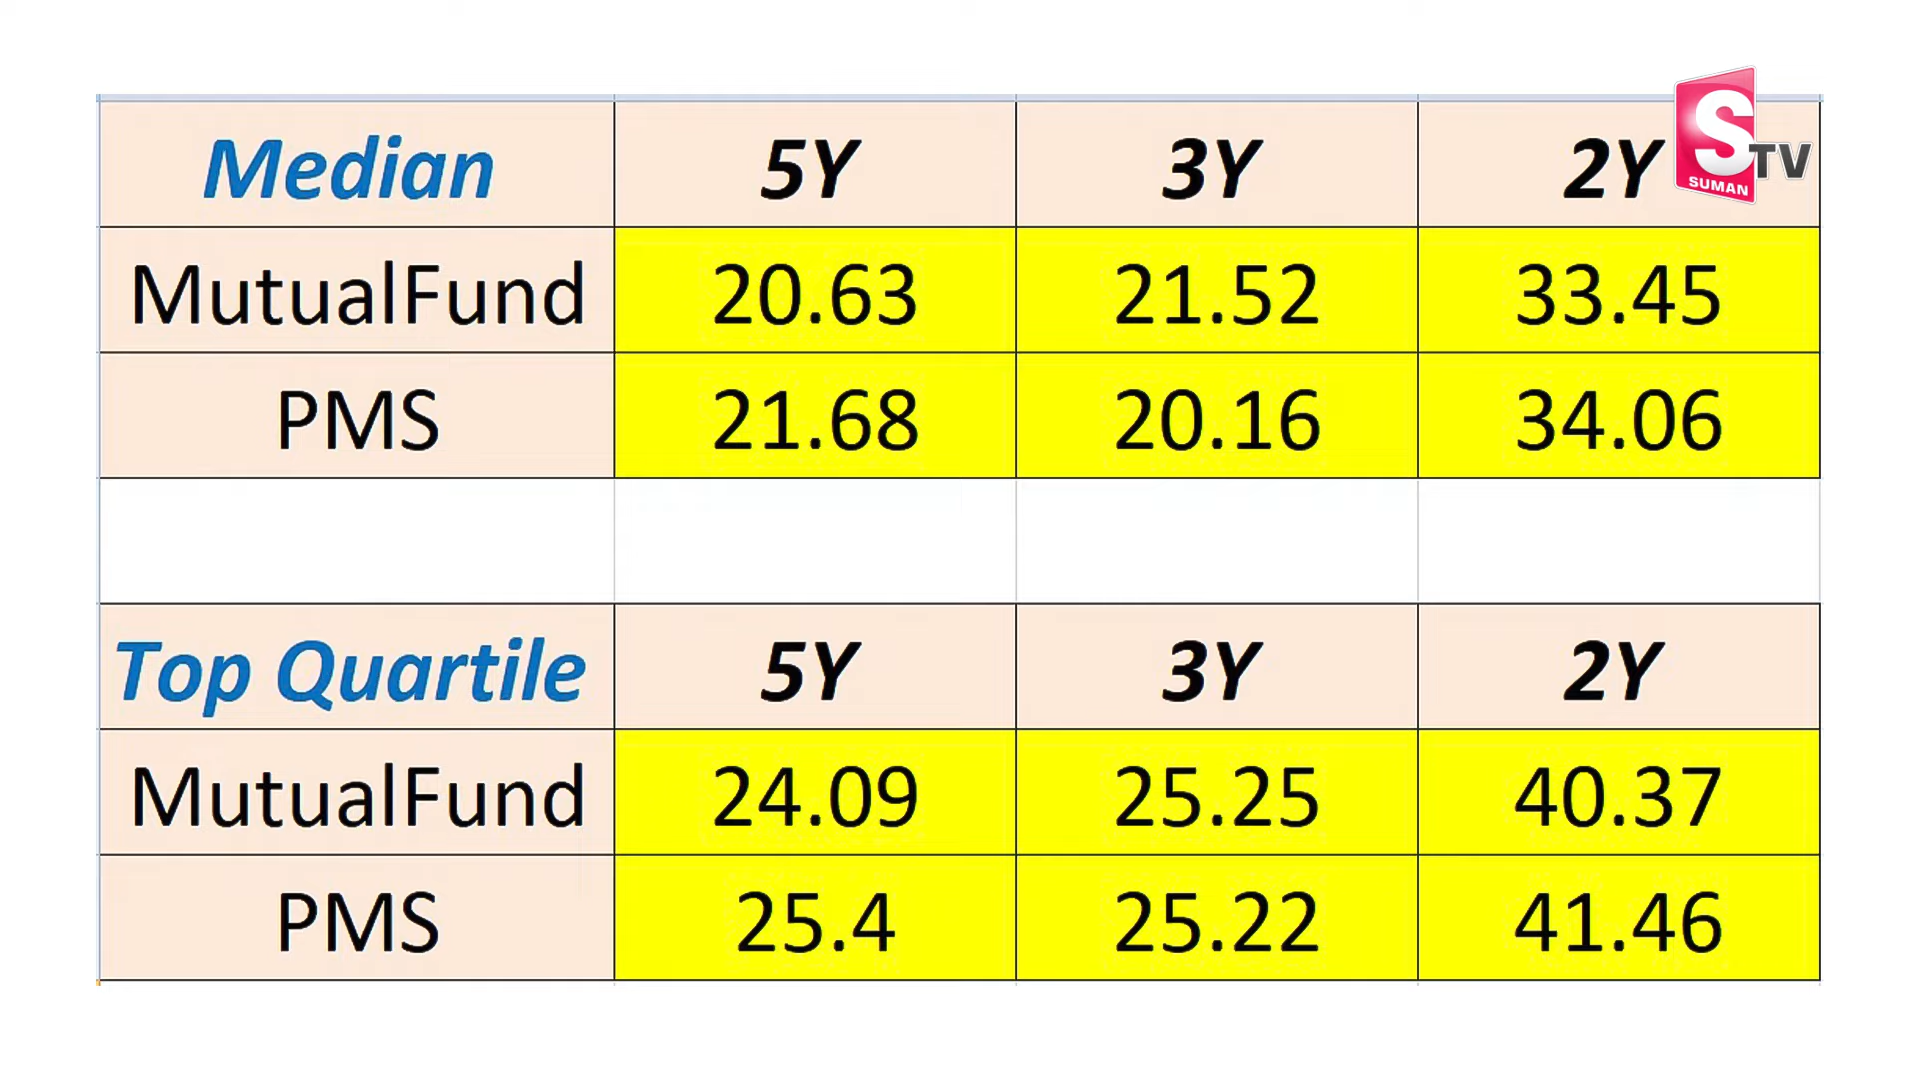 Median 5Y 3Y 2Y
MutualFund 20.63 21.52 33.45
PMS 21.68 20.16 34.06
Top Quartile 5Y 3Y 2Y
MutualFund 24.09 25.25 40.37
PMS 25.4 25.22 41.46
S TV
SUMAN